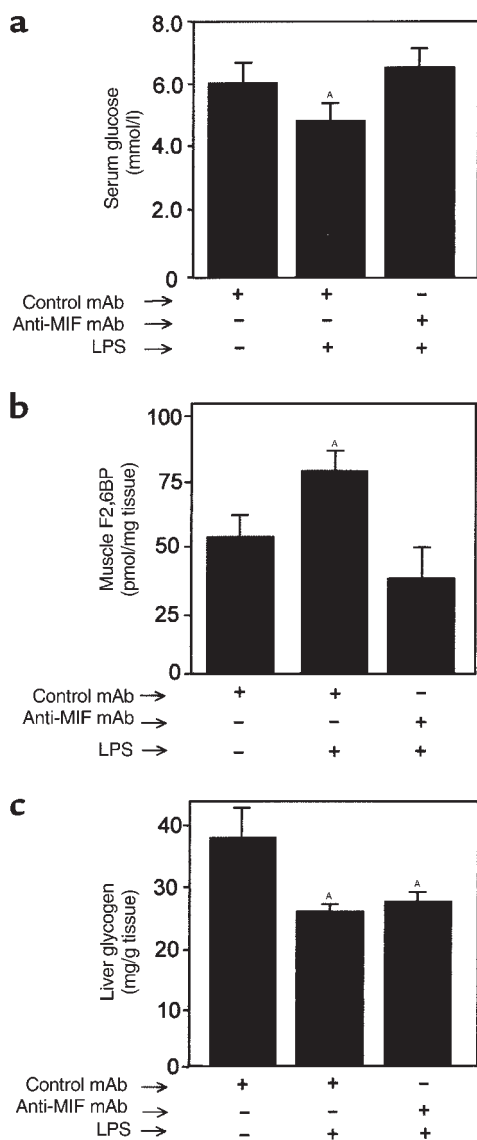 a
Serum glucose
(mmol/l)
8.0
6.0
4.0
2.0
0
A
Control mAb → + + –
Anti-MIF mAb → – – +
LPS → – + +
b
Muscle F2,6BP
(pmol/mg tissue)
100
75
50
25
0
A
Control mAb → + + –
Anti-MIF mAb → – – +
LPS → – + +
c
Liver glycogen
(mg/g tissue)
40
30
20
10
0
A A
Control mAb → + + –
Anti-MIF mAb → – – +
LPS → – + +